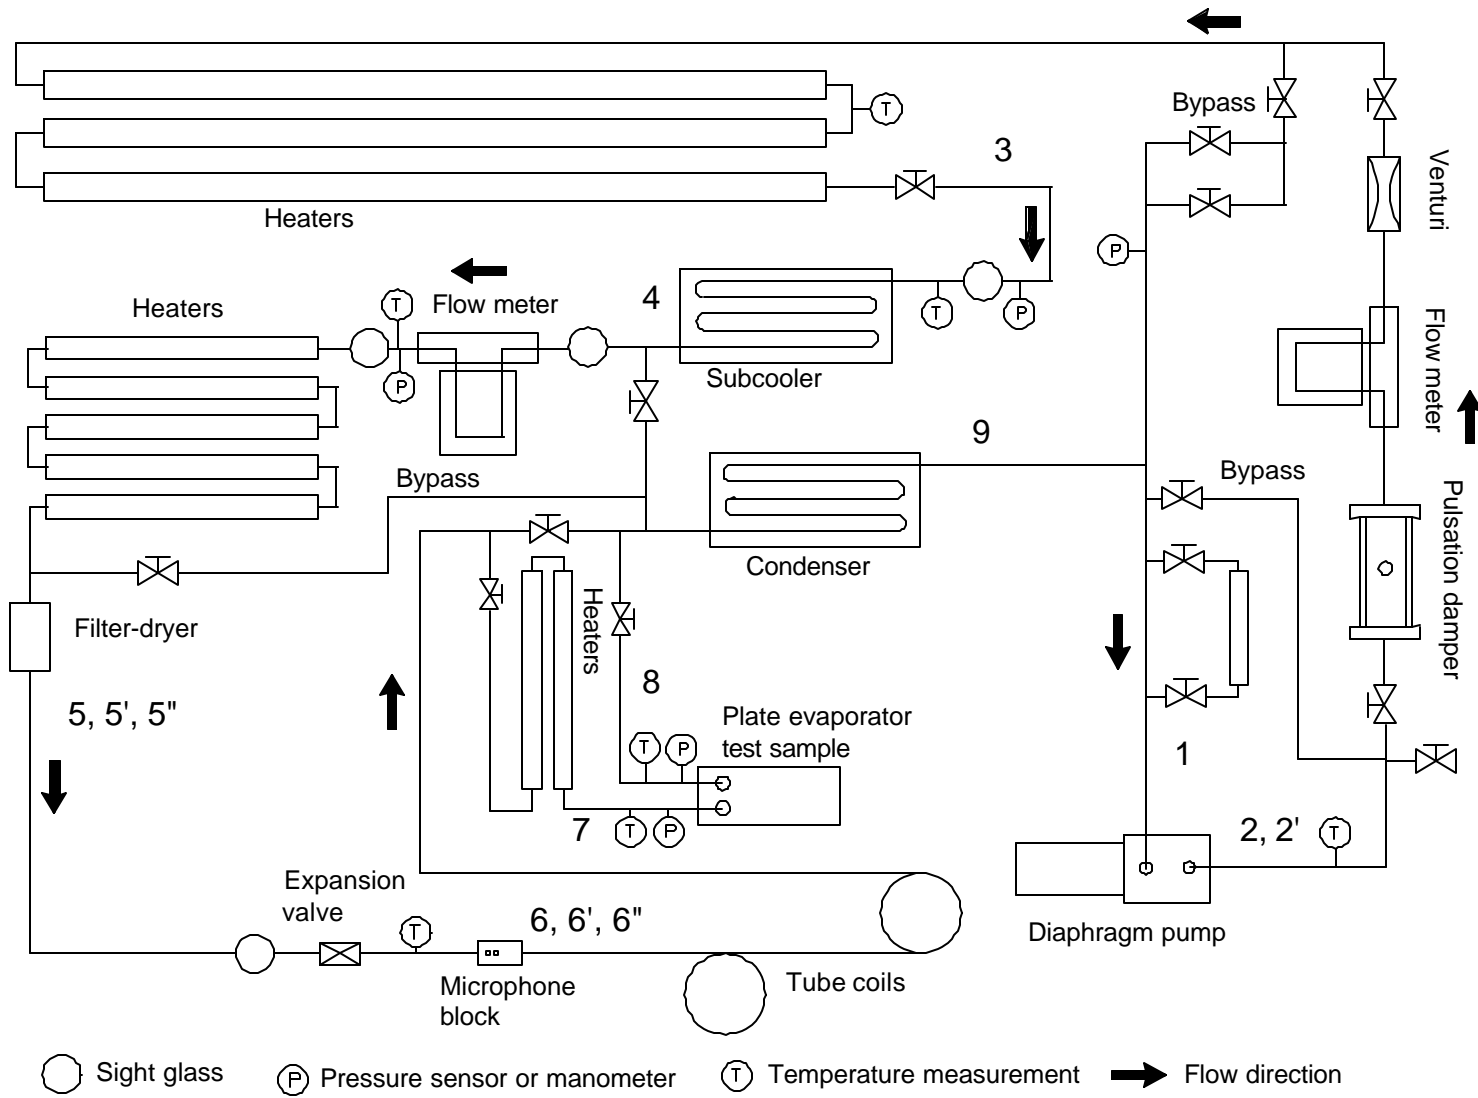 Bypass
T
3
Venturi
Heaters
P
Heaters
T
Flow meter
4
T
P
Flow meter
P
Subcooler
9
Bypass
Bypass
Pulsation damper
Condenser
Heaters
Filter-dryer
8
5, 5', 5"
Plate evaporator
test sample
T
P
1
7
T
P
2, 2'
T
Expansion
valve
T
6, 6', 6"
Diaphragm pump
Microphone
block
Tube coils
Sight glass
P
Pressure sensor or manometer
T
Temperature measurement
Flow direction